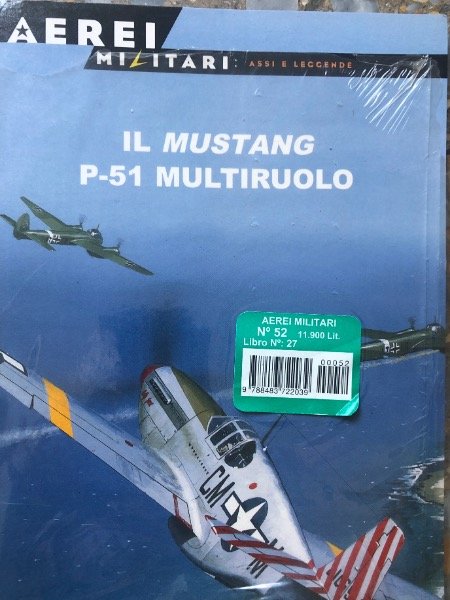 AEREI
MILITARI: ASSI E LEGGENDE
IL MUSTANG
P-51 MULTIRUOLO
AEREI MILITARI
Nº 52 11.900 Lit.
Libro Nº: 27
00052
9 788483 722039
CM
M